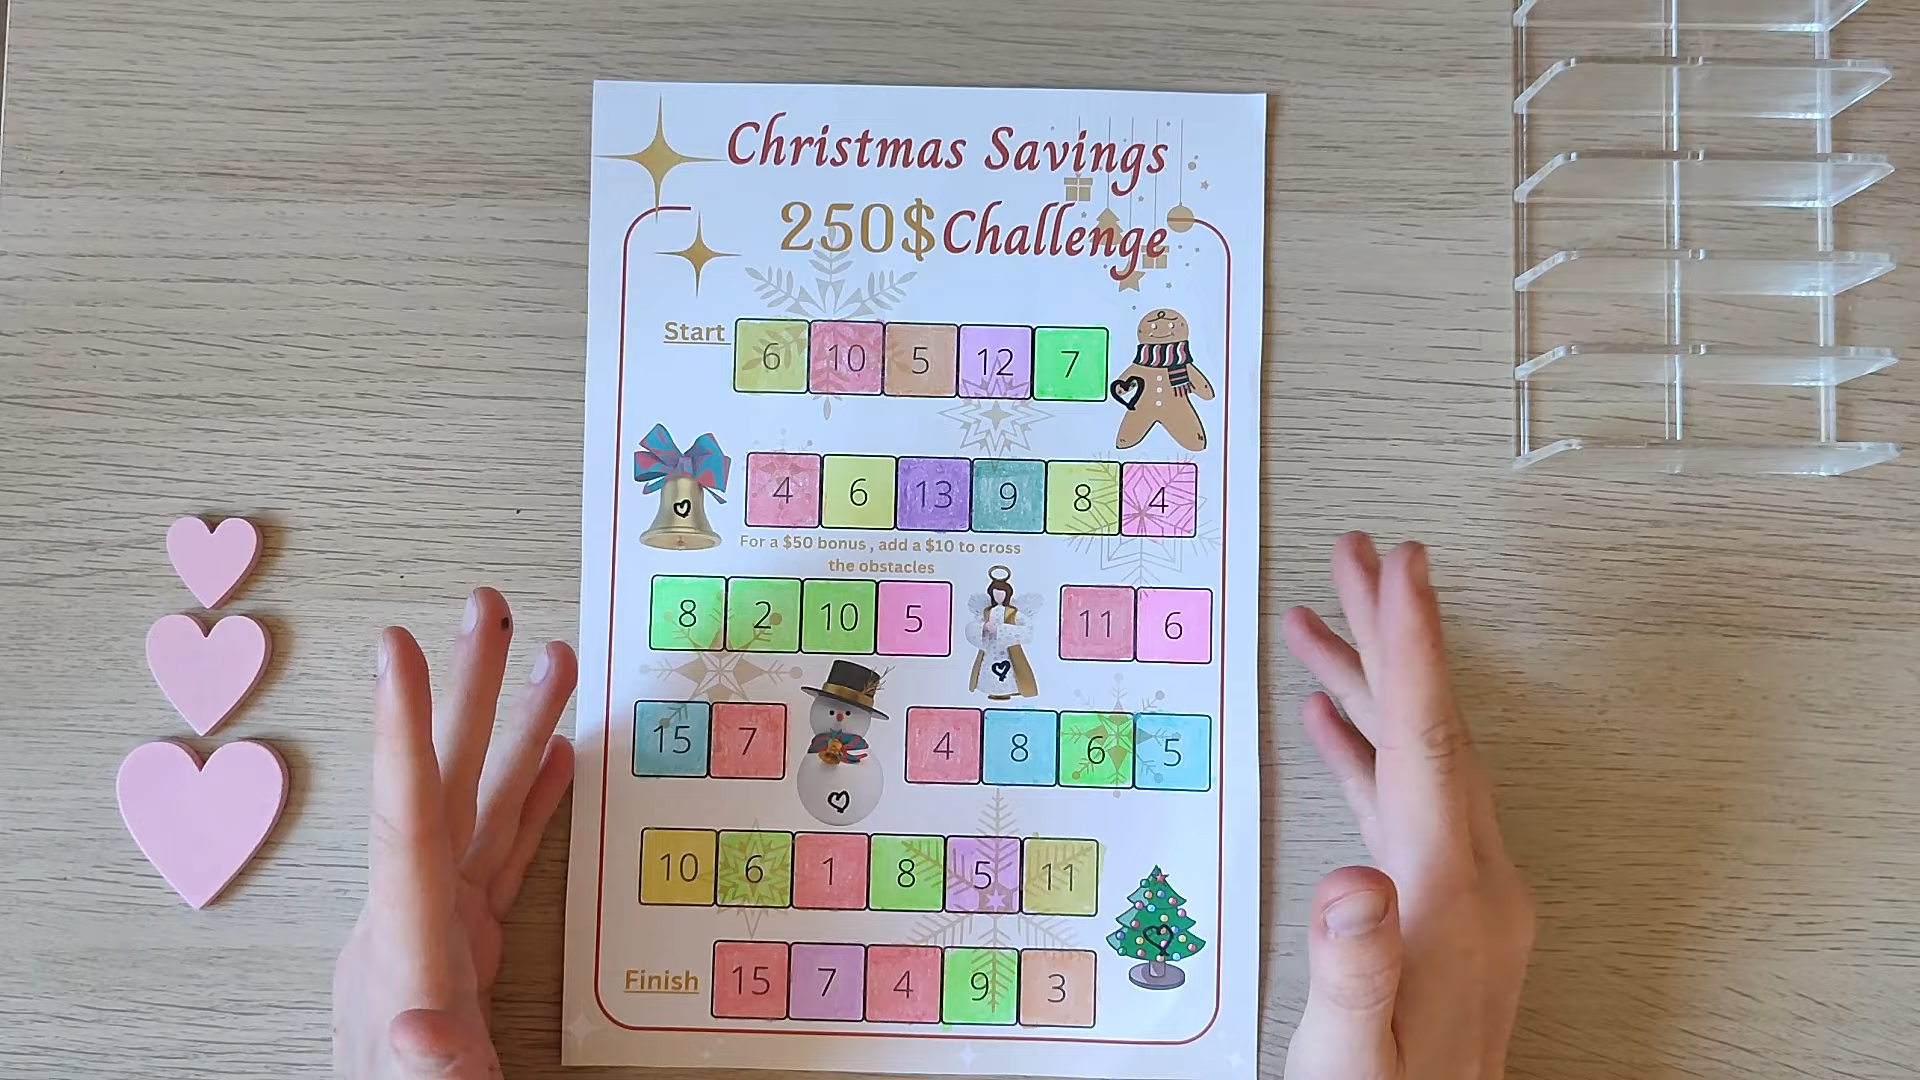 Christmas Savings
250$ Challenge
Start 6 10 5 12 7
4 6 13 9 8 4
For a $50 bonus , add a $10 to cross
the obstacles
8 2 10 5 11 6
15 7 4 8 6 5
10 6 1 8 5 11
Finish 15 7 4 9 3